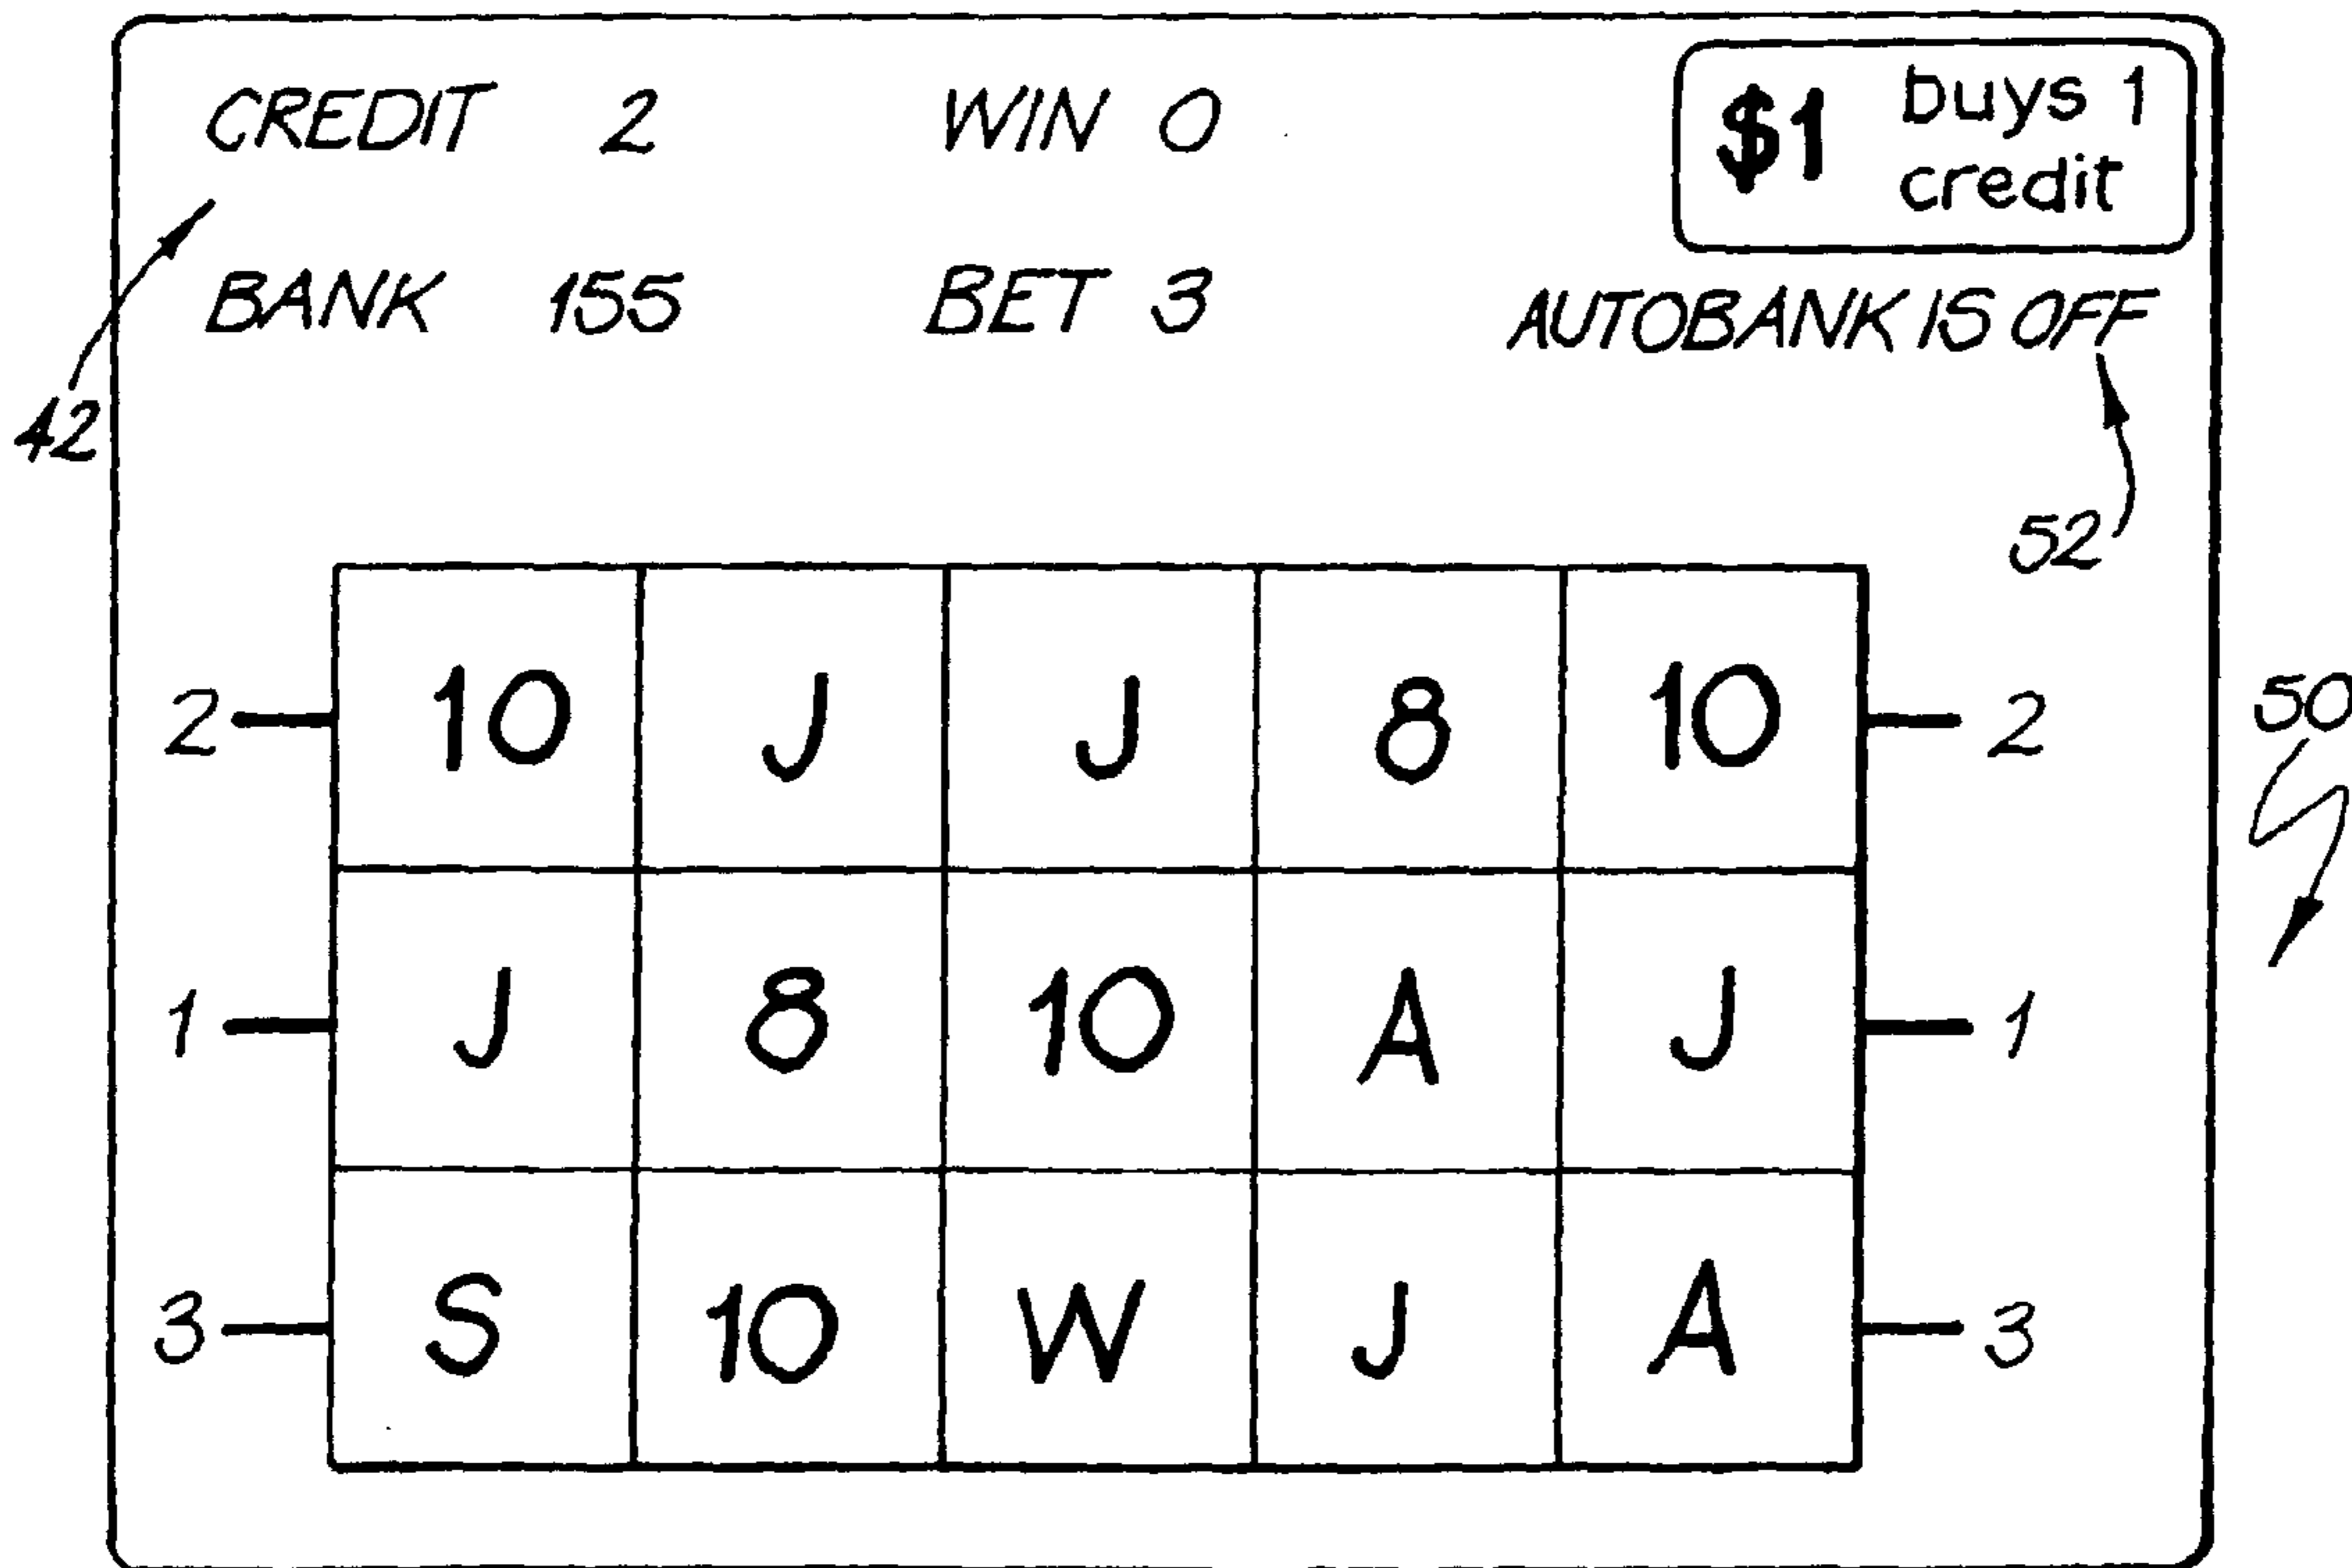 CREDIT 2 WIN 0
$1 buys 1 credit
BANK 155 BET 3
AUTOBANK IS OFF
42
52
2 10 J J 8 10 2
50
1 J 8 10 A J 1
3 S 10 W J A 3